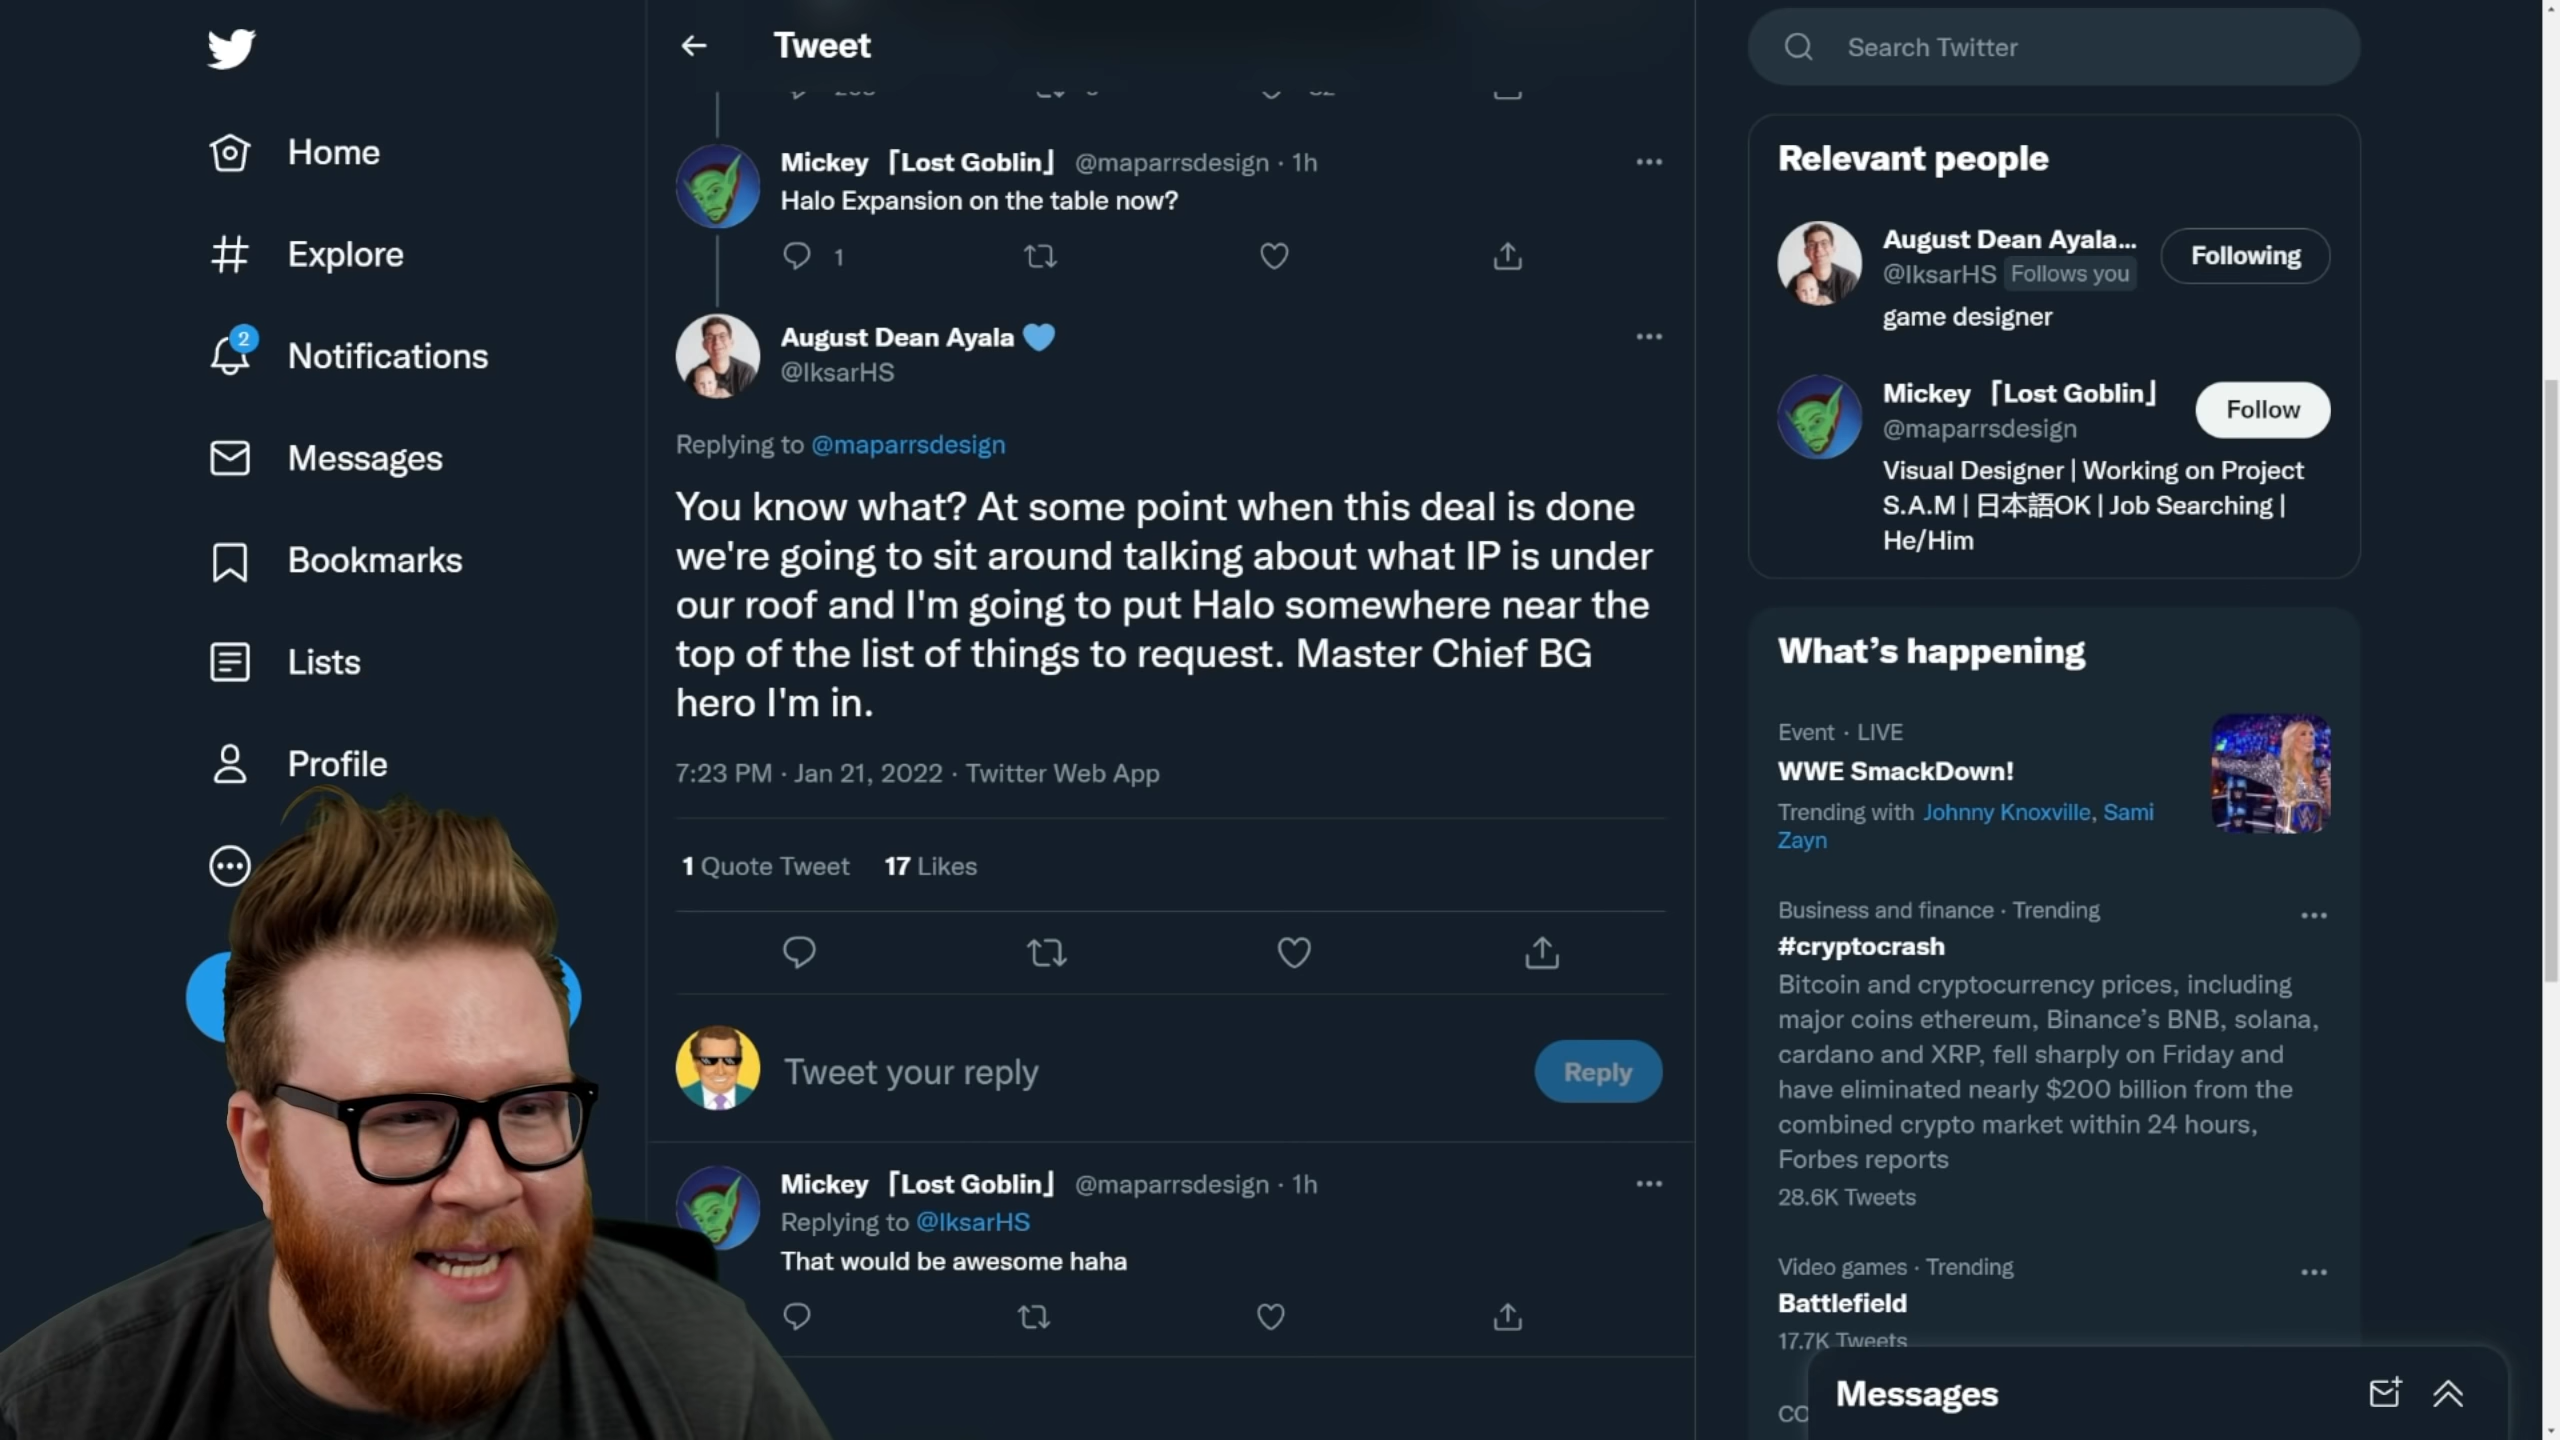 Tweet
Search Twitter
Home
Explore
2
Notifications
Messages
Bookmarks
Lists
Profile
Mickey「Lost Goblin」 @maparrsdesign · 1h
Halo Expansion on the table now?
1
August Dean Ayala 💙
@IksarHS
Replying to @maparrsdesign
You know what? At some point when this deal is done
we're going to sit around talking about what IP is under
our roof and I'm going to put Halo somewhere near the
top of the list of things to request. Master Chief BG
hero I'm in.
7:23 PM · Jan 21, 2022 · Twitter Web App
1 Quote Tweet 17 Likes
Tweet your reply
Reply
Mickey「Lost Goblin」 @maparrsdesign · 1h
Replying to @IksarHS
That would be awesome haha
Relevant people
August Dean Ayala...
@IksarHS Follows you
Following
game designer
Mickey「Lost Goblin」
@maparrsdesign
Follow
Visual Designer | Working on Project
S.A.M | 日本語OK | Job Searching |
He/Him
What's happening
Event · LIVE
WWE SmackDown!
Trending with Johnny Knoxville, Sami
Zayn
Business and finance · Trending
#cryptocrash
Bitcoin and cryptocurrency prices, including
major coins ethereum, Binance's BNB, solana,
cardano and XRP, fell sharply on Friday and
have eliminated nearly $200 billion from the
combined crypto market within 24 hours,
Forbes reports
28.6K Tweets
Video games · Trending
Battlefield
17.7K Tweets
Messages